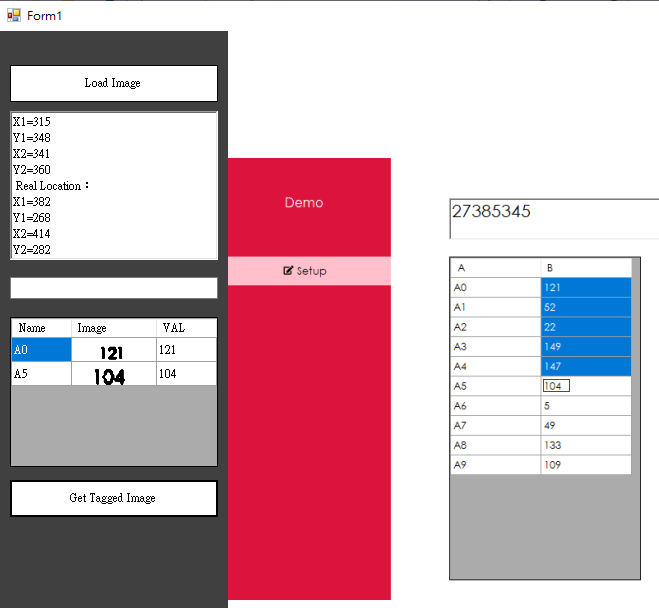 Form1
Load Image
X1=315
Y1=348
X2=341
Y2=360
Real Location：
X1=382
Y1=268
X2=414
Y2=282
Name Image VAL
A0 121 121
A5 104 104
Get Tagged Image
Demo
Setup
27385345
A B
A0 121
A1 52
A2 22
A3 149
A4 147
A5 104
A6 5
A7 49
A8 133
A9 109